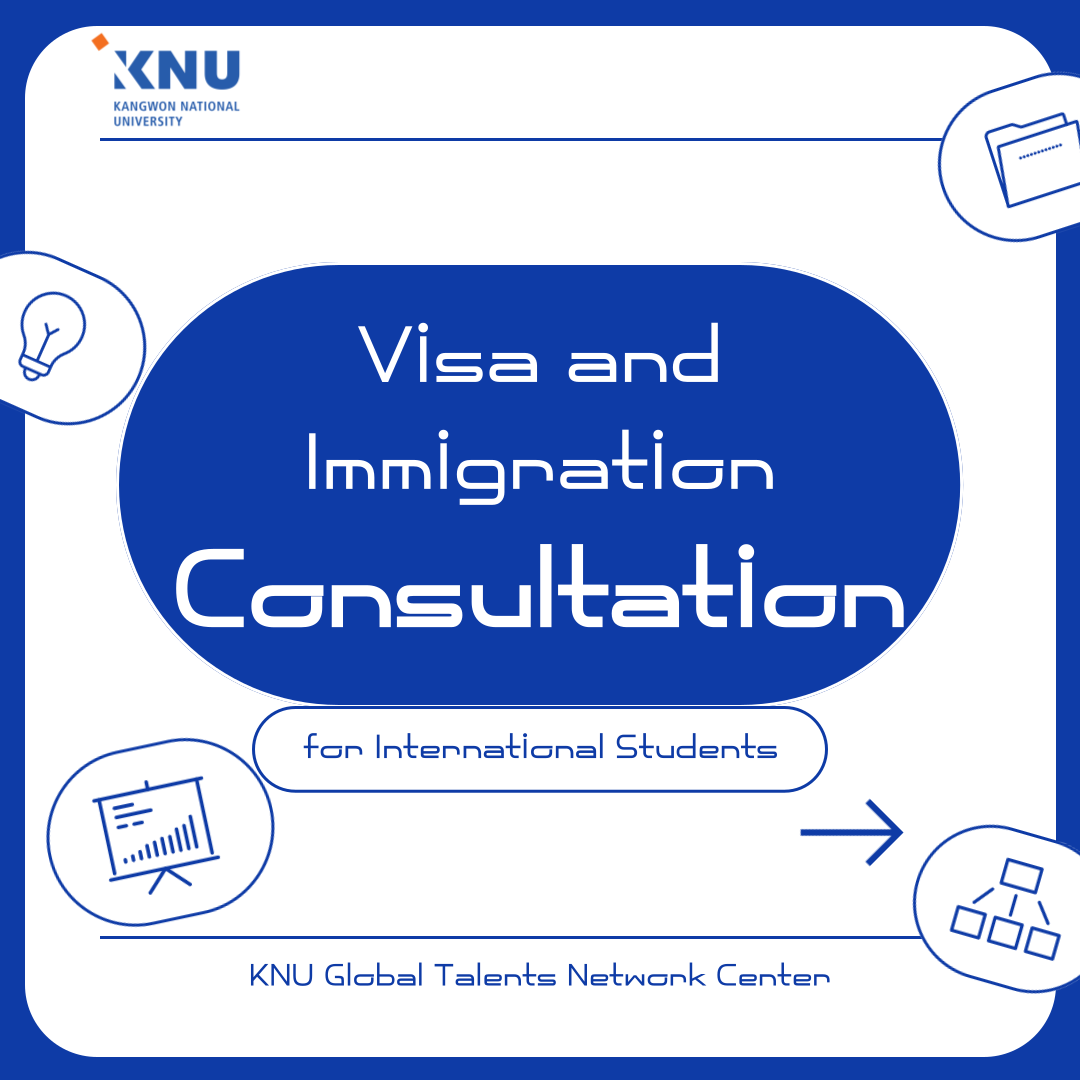 KNU
KANGWON NATIONAL
UNIVERSITY
Visa and
Immigration
Consultation
for International Students
KNU Global Talents Network Center